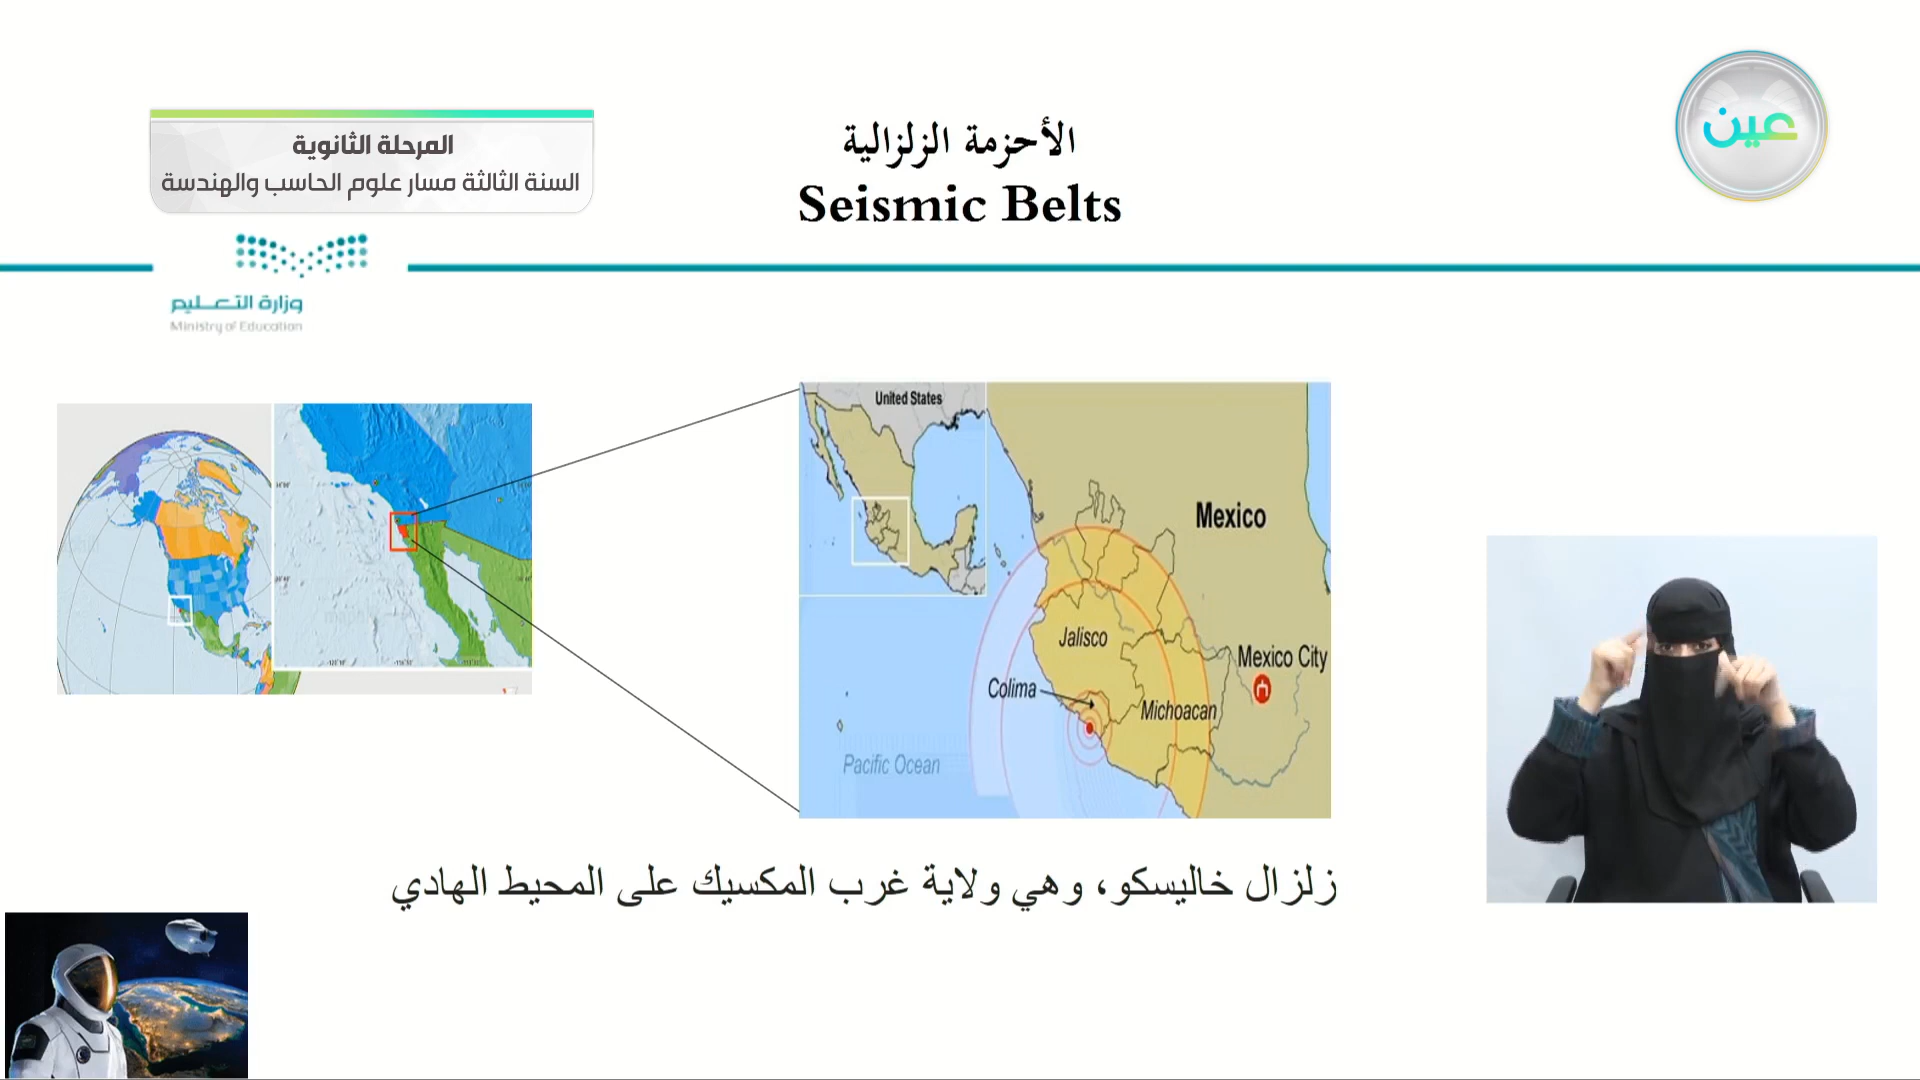 عين
المرحلة الثانوية
السنة الثالثة مسار علوم الحاسب والهندسة
الأحزمة الزلزالية
Seismic Belts
وزارة التعليم
Ministry of Education
United States
Mexico
Jalisco
Mexico City
Colima
Michoacan
Pacific Ocean
زلزال خاليسكو، وهي ولاية غرب المكسيك على المحيط الهادي